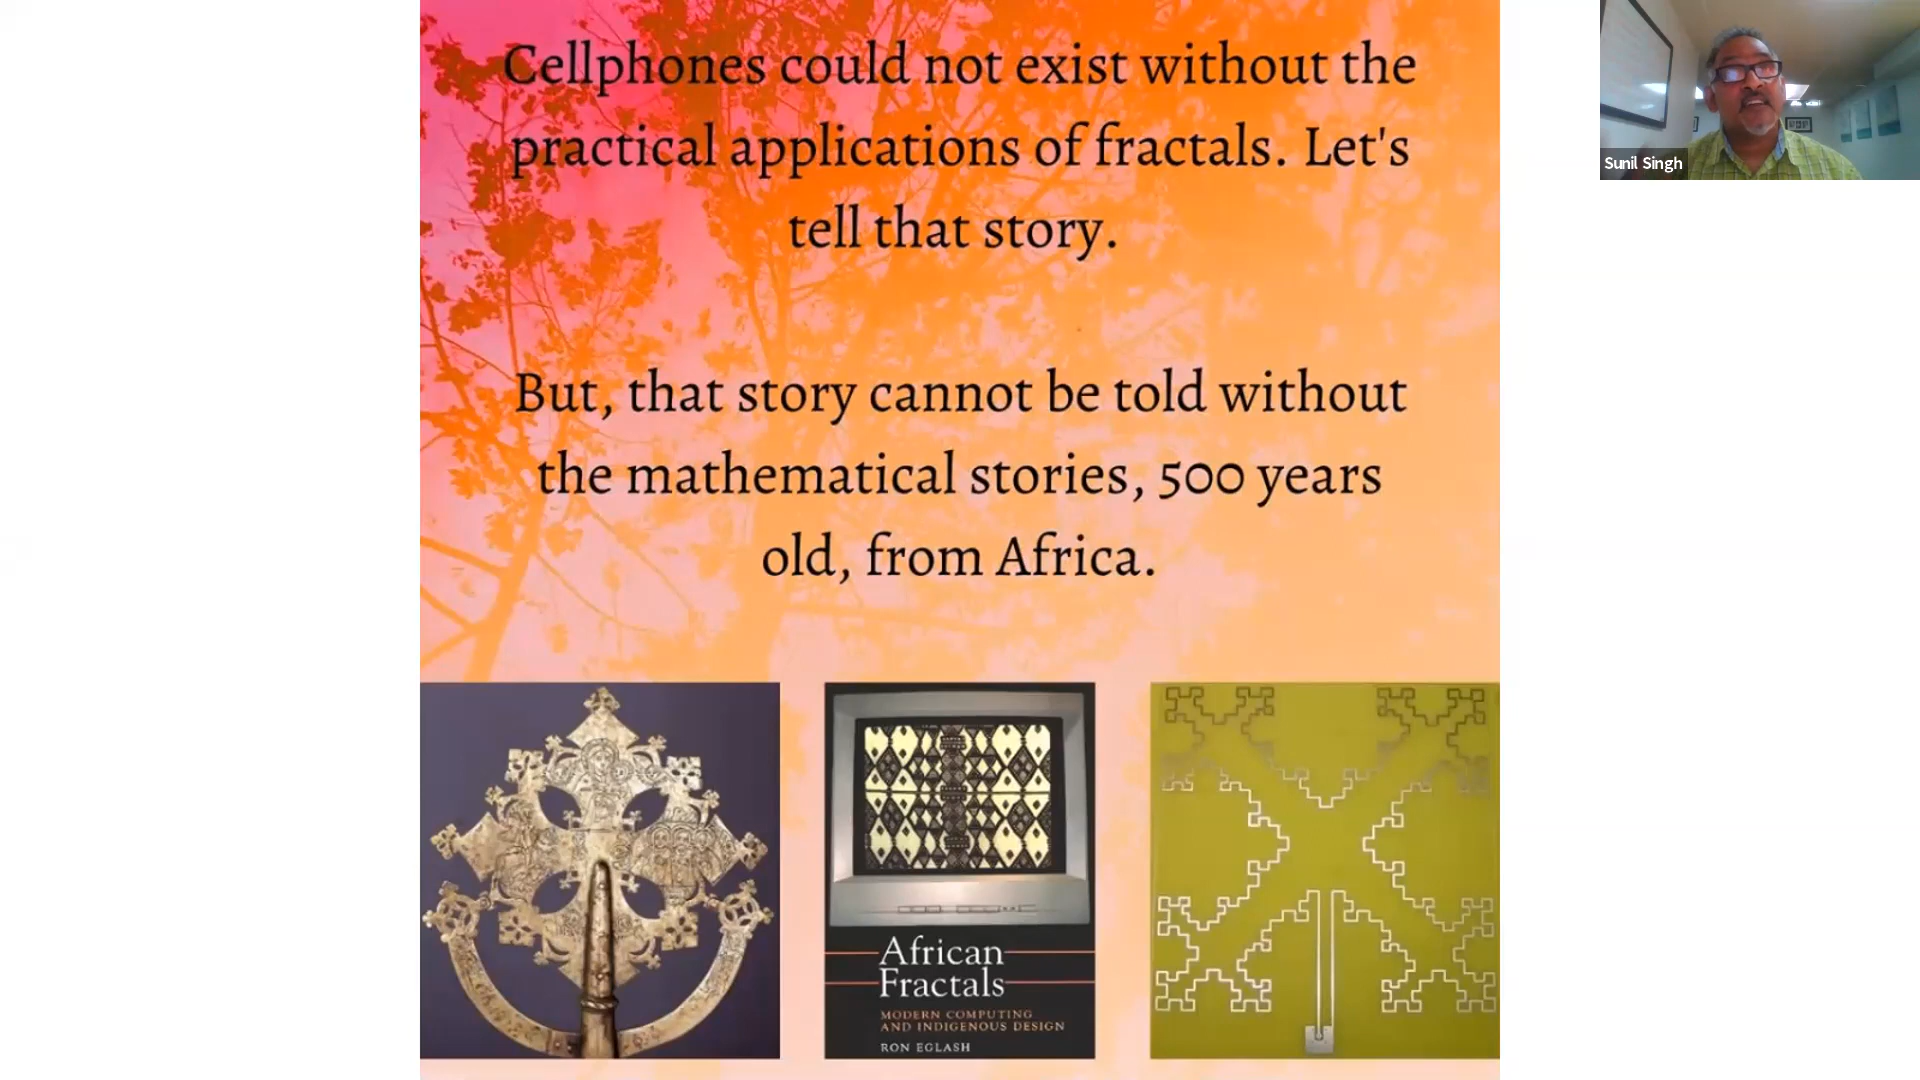 Cellphones could not exist without the
practical applications of fractals. Let's
tell that story.
But, that story cannot be told without
the mathematical stories, 500 years
old, from Africa.
African
Fractals
MODERN COMPUTING
AND INDIGENOUS DESIGN
RON EGLASH
Sunil Singh